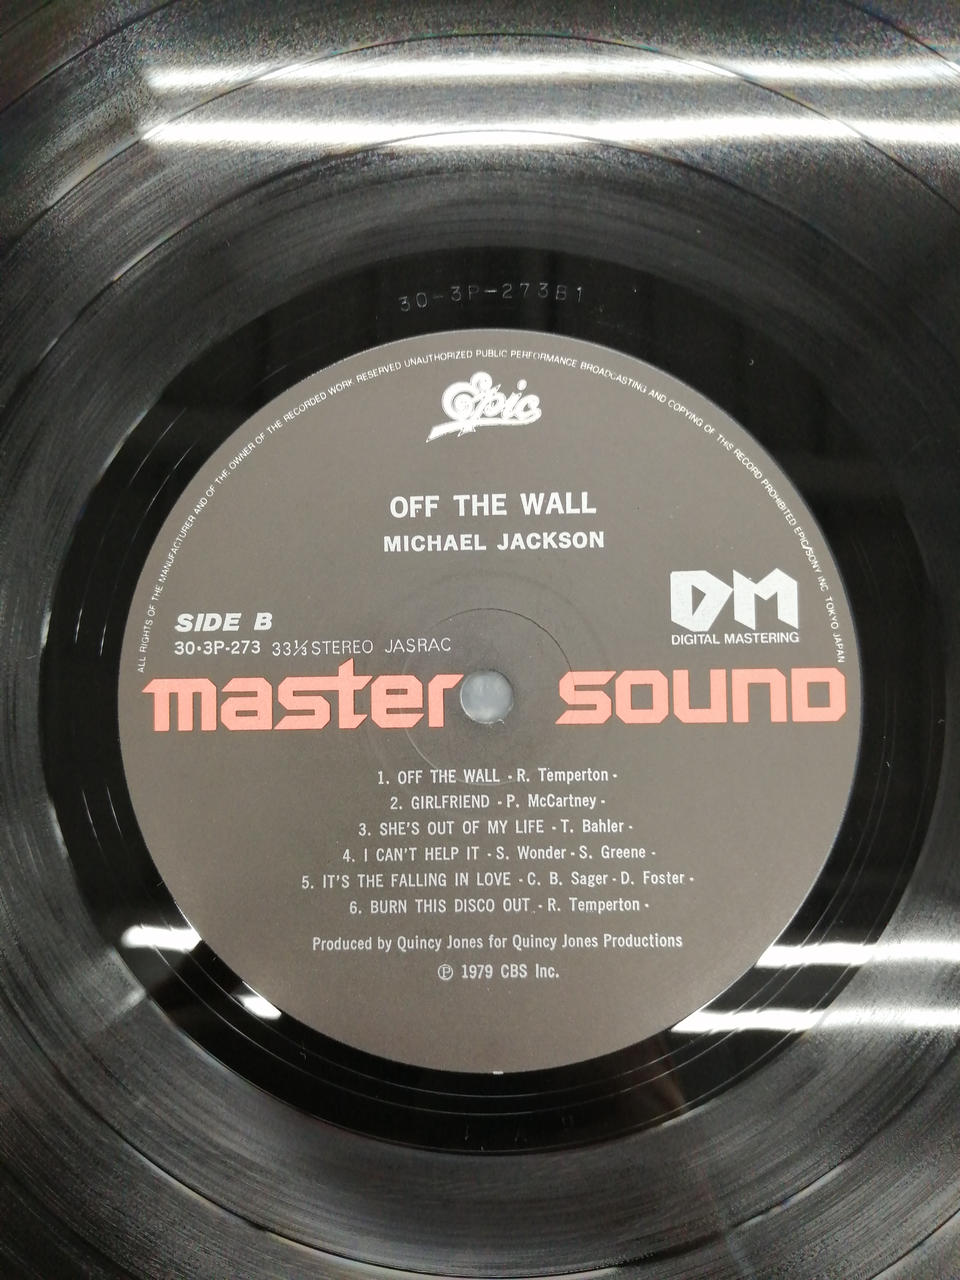 30-3P-273B1
ALL RIGHTS OF THE MANUFACTURER AND OF THE OWNER OF THE RECORDED WORK RESERVED UNAUTHORIZED PUBLIC PERFORMANCE BROADCASTING AND COPYING OF THIS RECORD PROHIBITED EPIC/SONY INC. TOKYO JAPAN
Epic
OFF THE WALL
MICHAEL JACKSON
DM
DIGITAL MASTERING
SIDE B
30・3P-273 33⅓ STEREO JASRAC
master sound
1. OFF THE WALL - R. Temperton -
2. GIRLFRIEND - P. McCartney -
3. SHE'S OUT OF MY LIFE - T. Bahler -
4. I CAN'T HELP IT - S. Wonder - S. Greene -
5. IT'S THE FALLING IN LOVE - C. B. Sager - D. Foster -
6. BURN THIS DISCO OUT - R. Temperton -
Produced by Quincy Jones for Quincy Jones Productions
℗ 1979 CBS Inc.